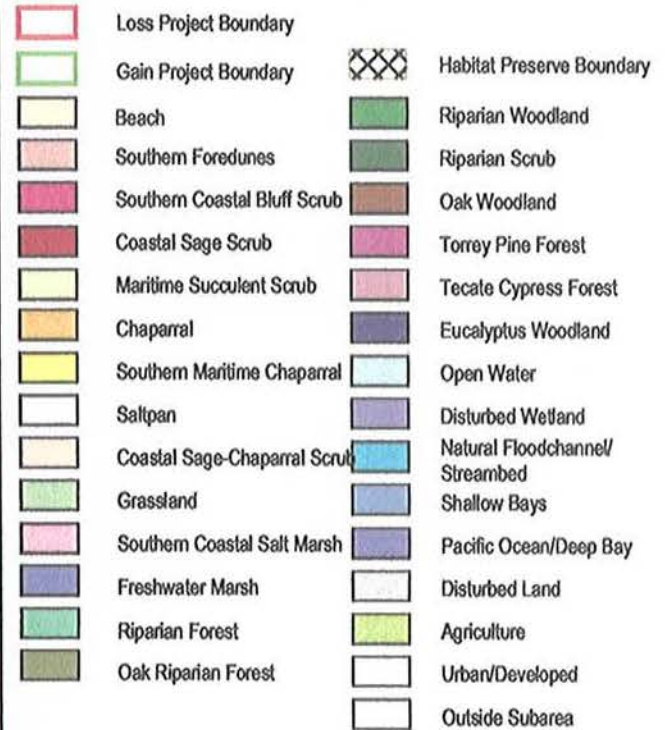 Loss Project Boundary
Gain Project Boundary
Beach
Southern Foredunes
Southern Coastal Bluff Scrub
Coastal Sage Scrub
Maritime Succulent Scrub
Chaparral
Southern Maritime Chaparral
Saltpan
Coastal Sage-Chaparral Scrub
Grassland
Southern Coastal Salt Marsh
Freshwater Marsh
Riparian Forest
Oak Riparian Forest
Habitat Preserve Boundary
Riparian Woodland
Riparian Scrub
Oak Woodland
Torrey Pine Forest
Tecate Cypress Forest
Eucalyptus Woodland
Open Water
Disturbed Wetland
Natural Floodchannel/
Streambed
Shallow Bays
Pacific Ocean/Deep Bay
Disturbed Land
Agriculture
Urban/Developed
Outside Subarea